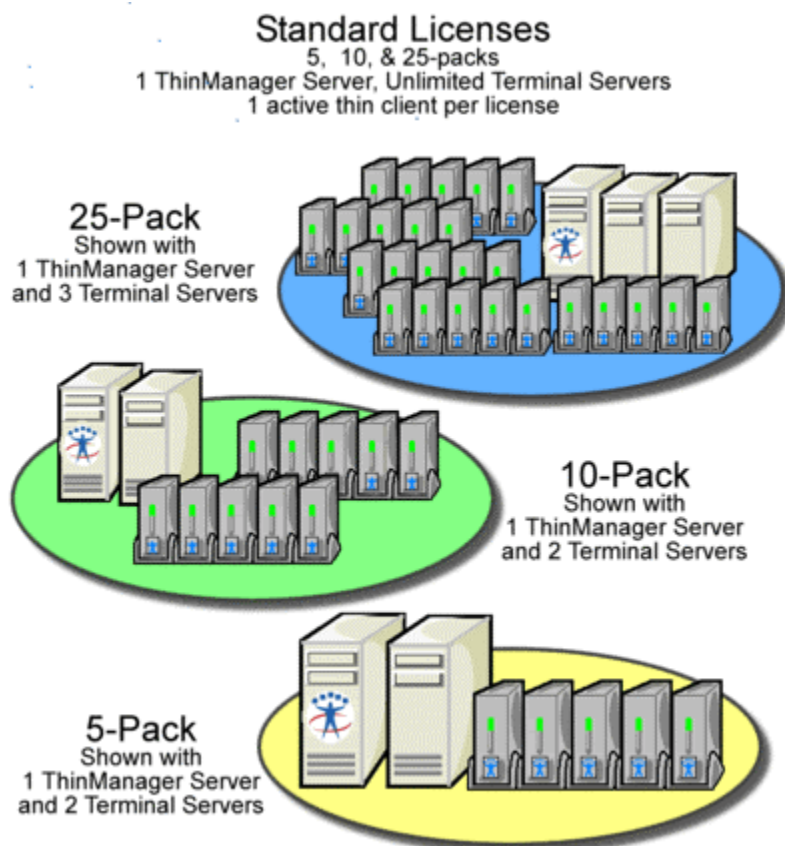 Standard Licenses
5, 10, & 25-packs
1 ThinManager Server, Unlimited Terminal Servers
1 active thin client per license
25-Pack
Shown with
1 ThinManager Server
and 3 Terminal Servers
10-Pack
Shown with
1 ThinManager Server
and 2 Terminal Servers
5-Pack
Shown with
1 ThinManager Server
and 2 Terminal Servers